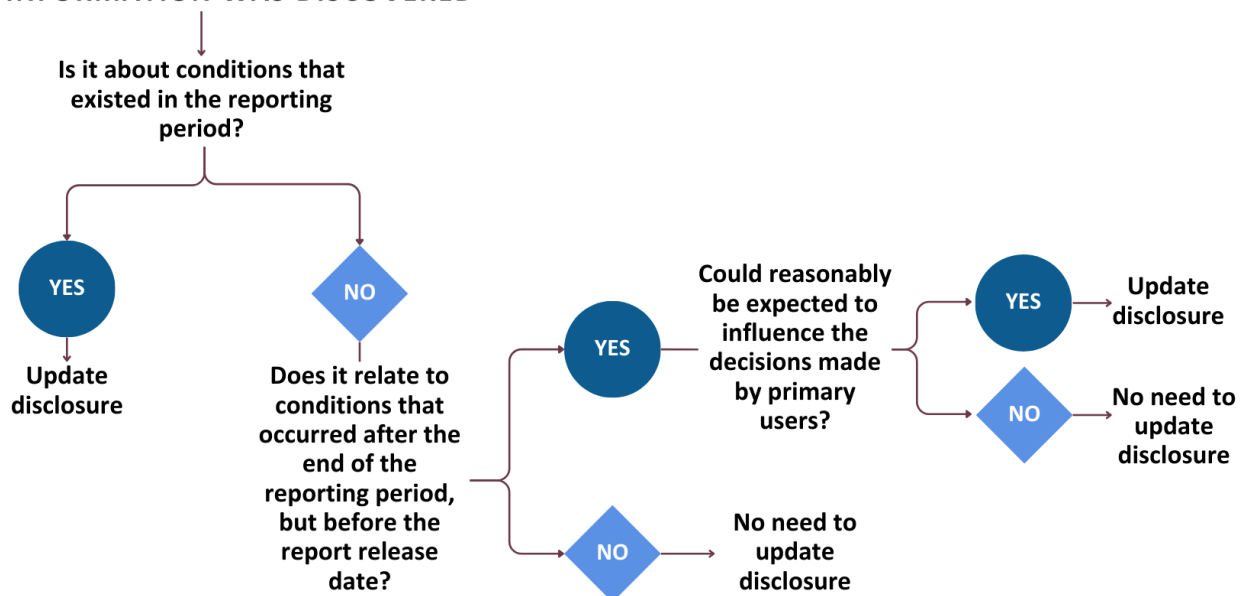 INFORMATION WAS DISCOVERED
Is it about conditions that
existed in the reporting
period?
YES
Update
disclosure
NO
Does it relate to
conditions that
occurred after the
end of the
reporting period,
but before the
report release
date?
YES
Could reasonably
be expected to
influence the
decisions made
by primary
users?
YES
Update
disclosure
NO
No need to
update
disclosure
NO
No need to
update
disclosure